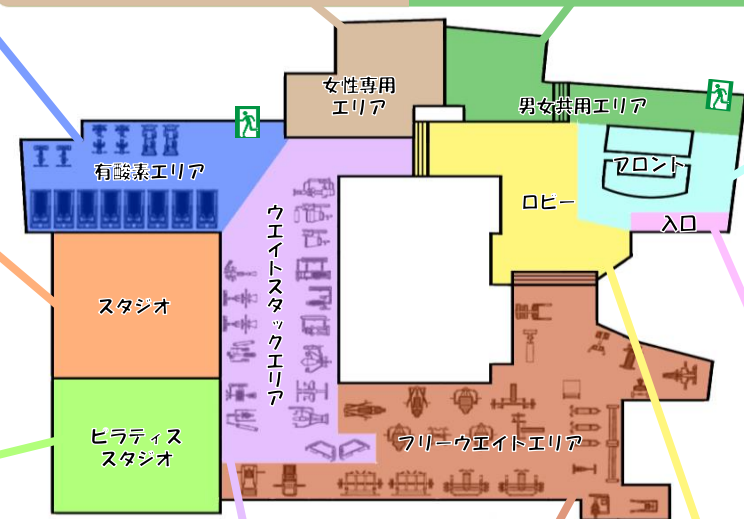 女性専用
エリア
男女共用エリア
有酸素エリア
フロント
ロビー
入口
ウエイトスタックエリア
スタジオ
ピラティス
スタジオ
フリーウエイトエリア